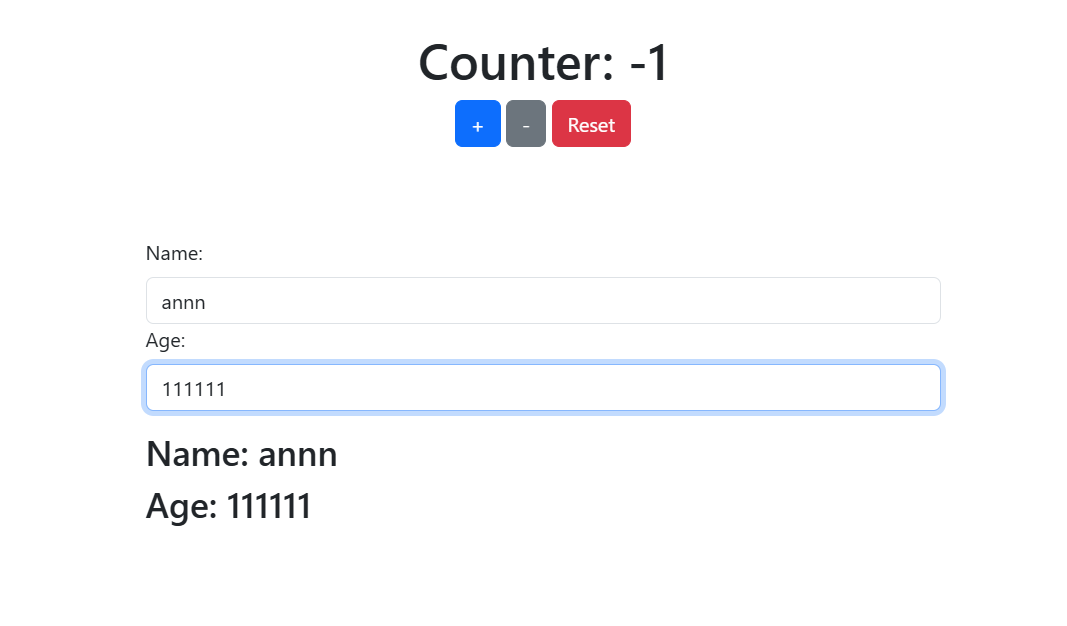 Counter: -1
+ - Reset
Name:
annn
Age:
111111
Name: annn
Age: 111111